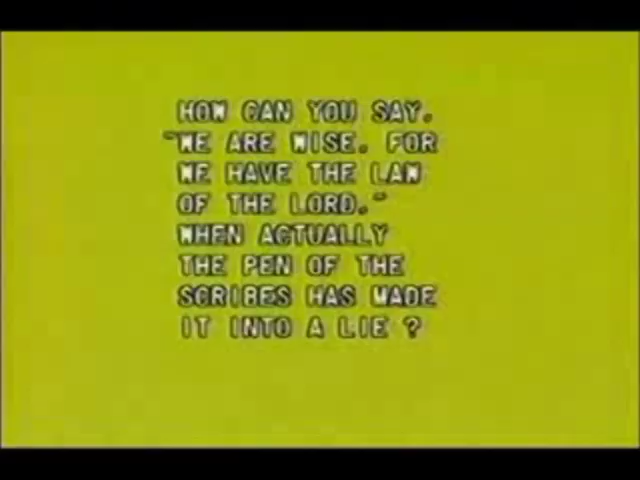 HOW CAN YOU SAY,
"WE ARE WISE, FOR
WE HAVE THE LAW
OF THE LORD,"
WHEN ACTUALLY
THE PEN OF THE
SCRIBES HAS MADE
IT INTO A LIE ?